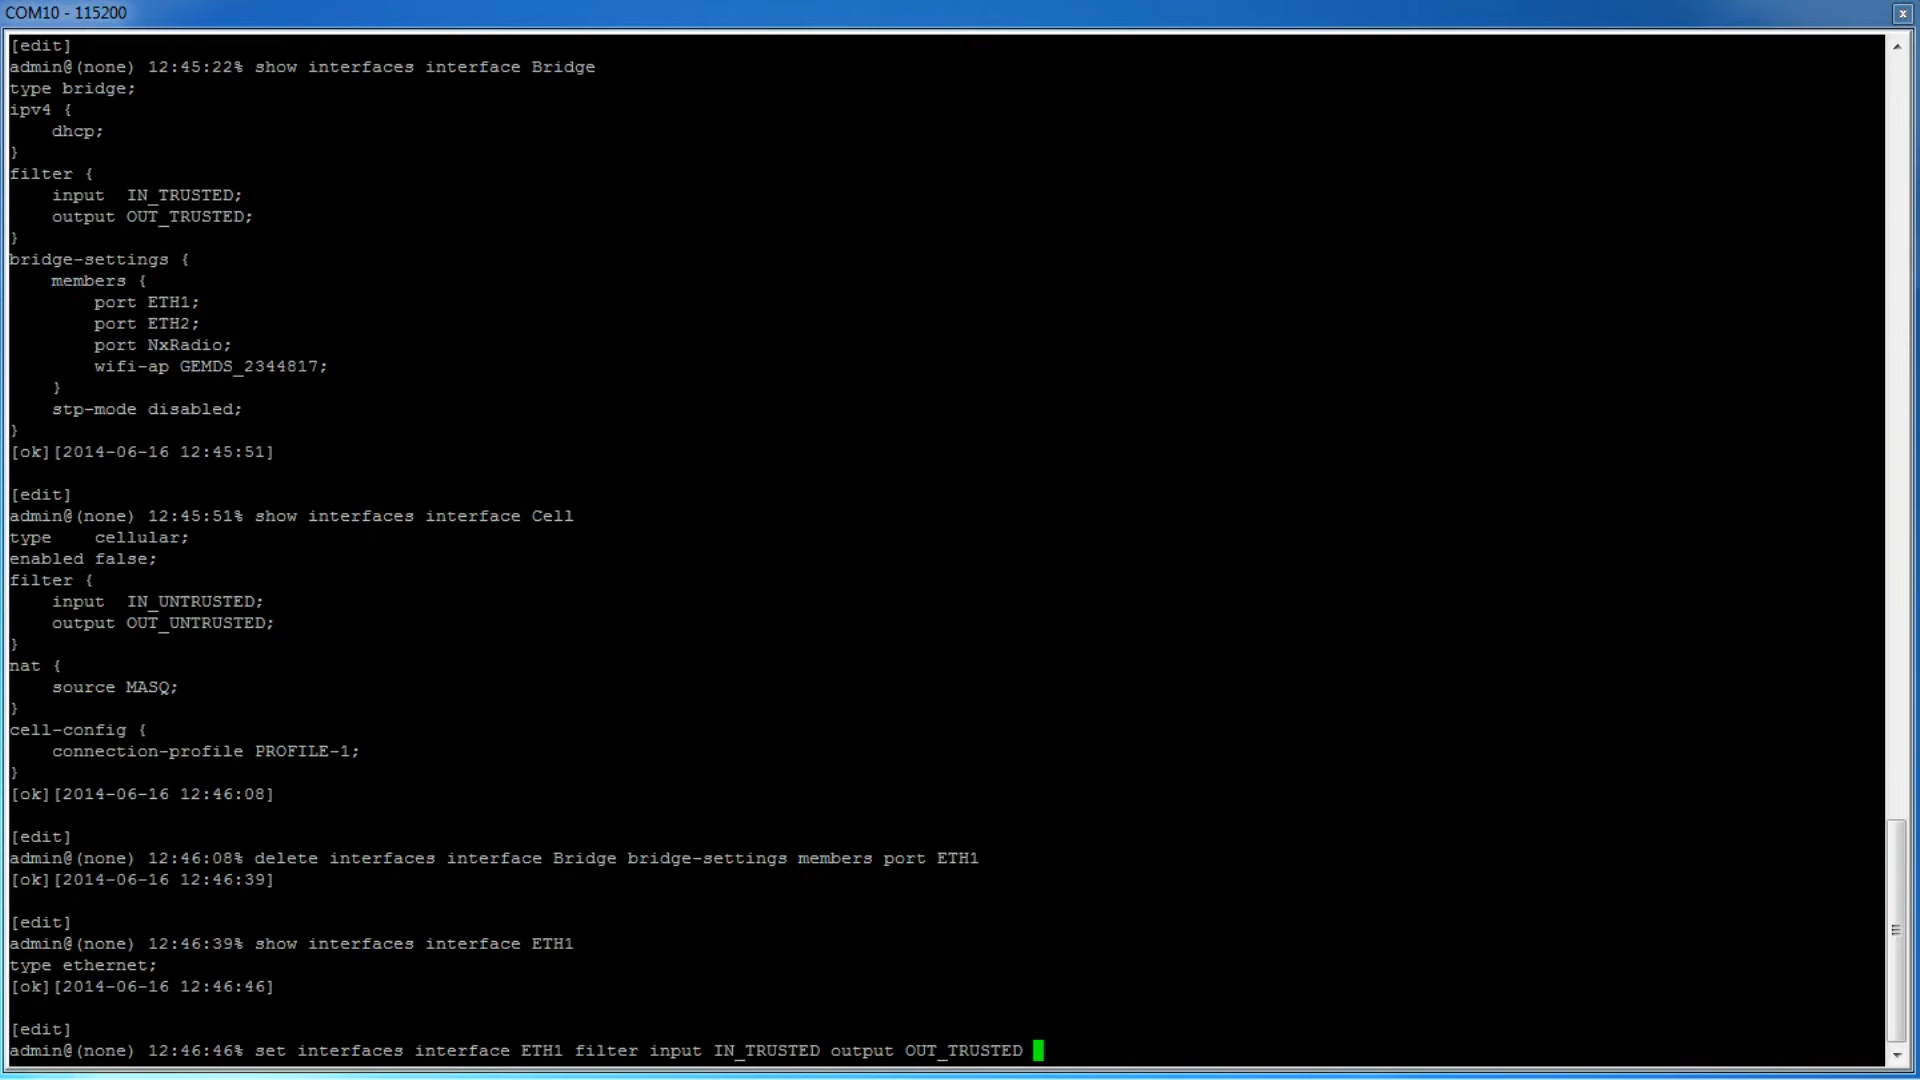 COM10 - 115200
[edit]
admin@(none) 12:45:22% show interfaces interface Bridge
type bridge;
ipv4 {
    dhcp;
}
filter {
    input  IN_TRUSTED;
    output OUT_TRUSTED;
}
bridge-settings {
    members {
        port ETH1;
        port ETH2;
        port NxRadio;
        wifi-ap GEMDS_2344817;
    }
    stp-mode disabled;
}
[ok][2014-06-16 12:45:51]
[edit]
admin@(none) 12:45:51% show interfaces interface Cell
type    cellular;
enabled false;
filter {
    input  IN_UNTRUSTED;
    output OUT_UNTRUSTED;
}
nat {
    source MASQ;
}
cell-config {
    connection-profile PROFILE-1;
}
[ok][2014-06-16 12:46:08]
[edit]
admin@(none) 12:46:08% delete interfaces interface Bridge bridge-settings members port ETH1
[ok][2014-06-16 12:46:39]
[edit]
admin@(none) 12:46:39% show interfaces interface ETH1
type ethernet;
[ok][2014-06-16 12:46:46]
[edit]
admin@(none) 12:46:46% set interfaces interface ETH1 filter input IN_TRUSTED output OUT_TRUSTED